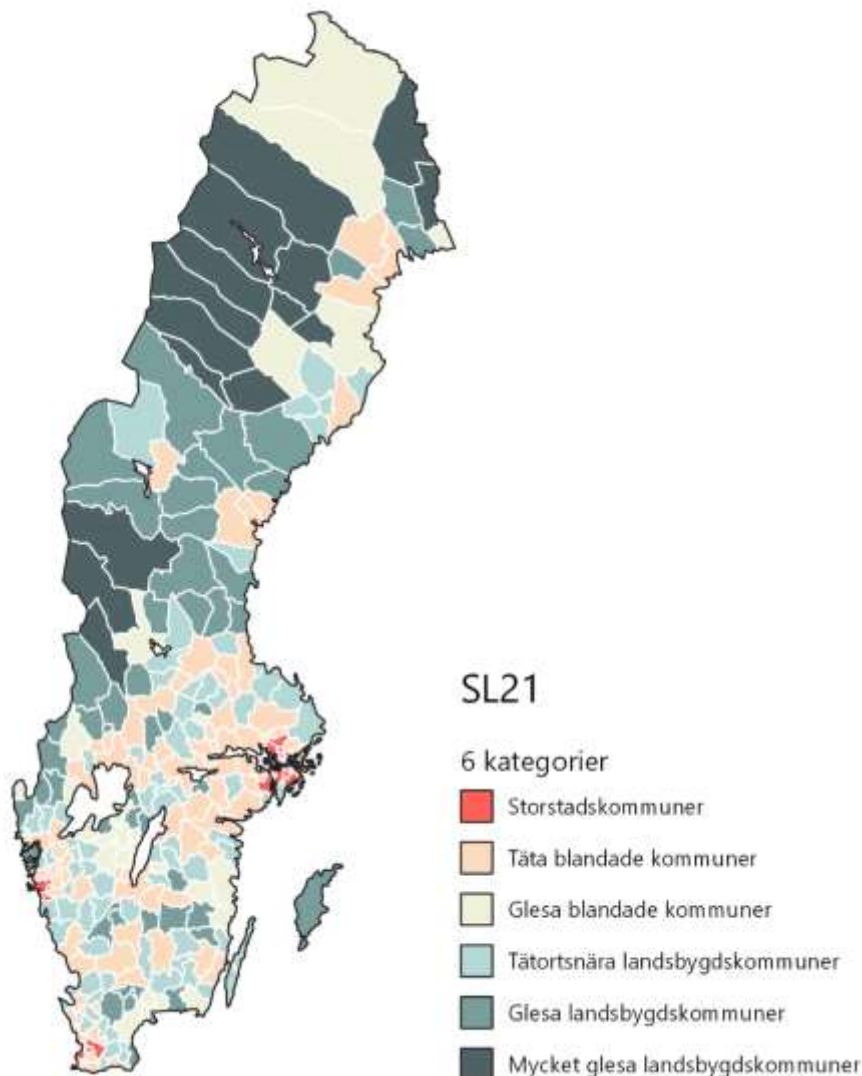 SL21
6 kategorier
Storstadskommuner
Täta blandade kommuner
Glesa blandade kommuner
Tätortsnära landsbygdskommuner
Glesa landsbygdskommuner
Mycket glesa landsbygdskommuner